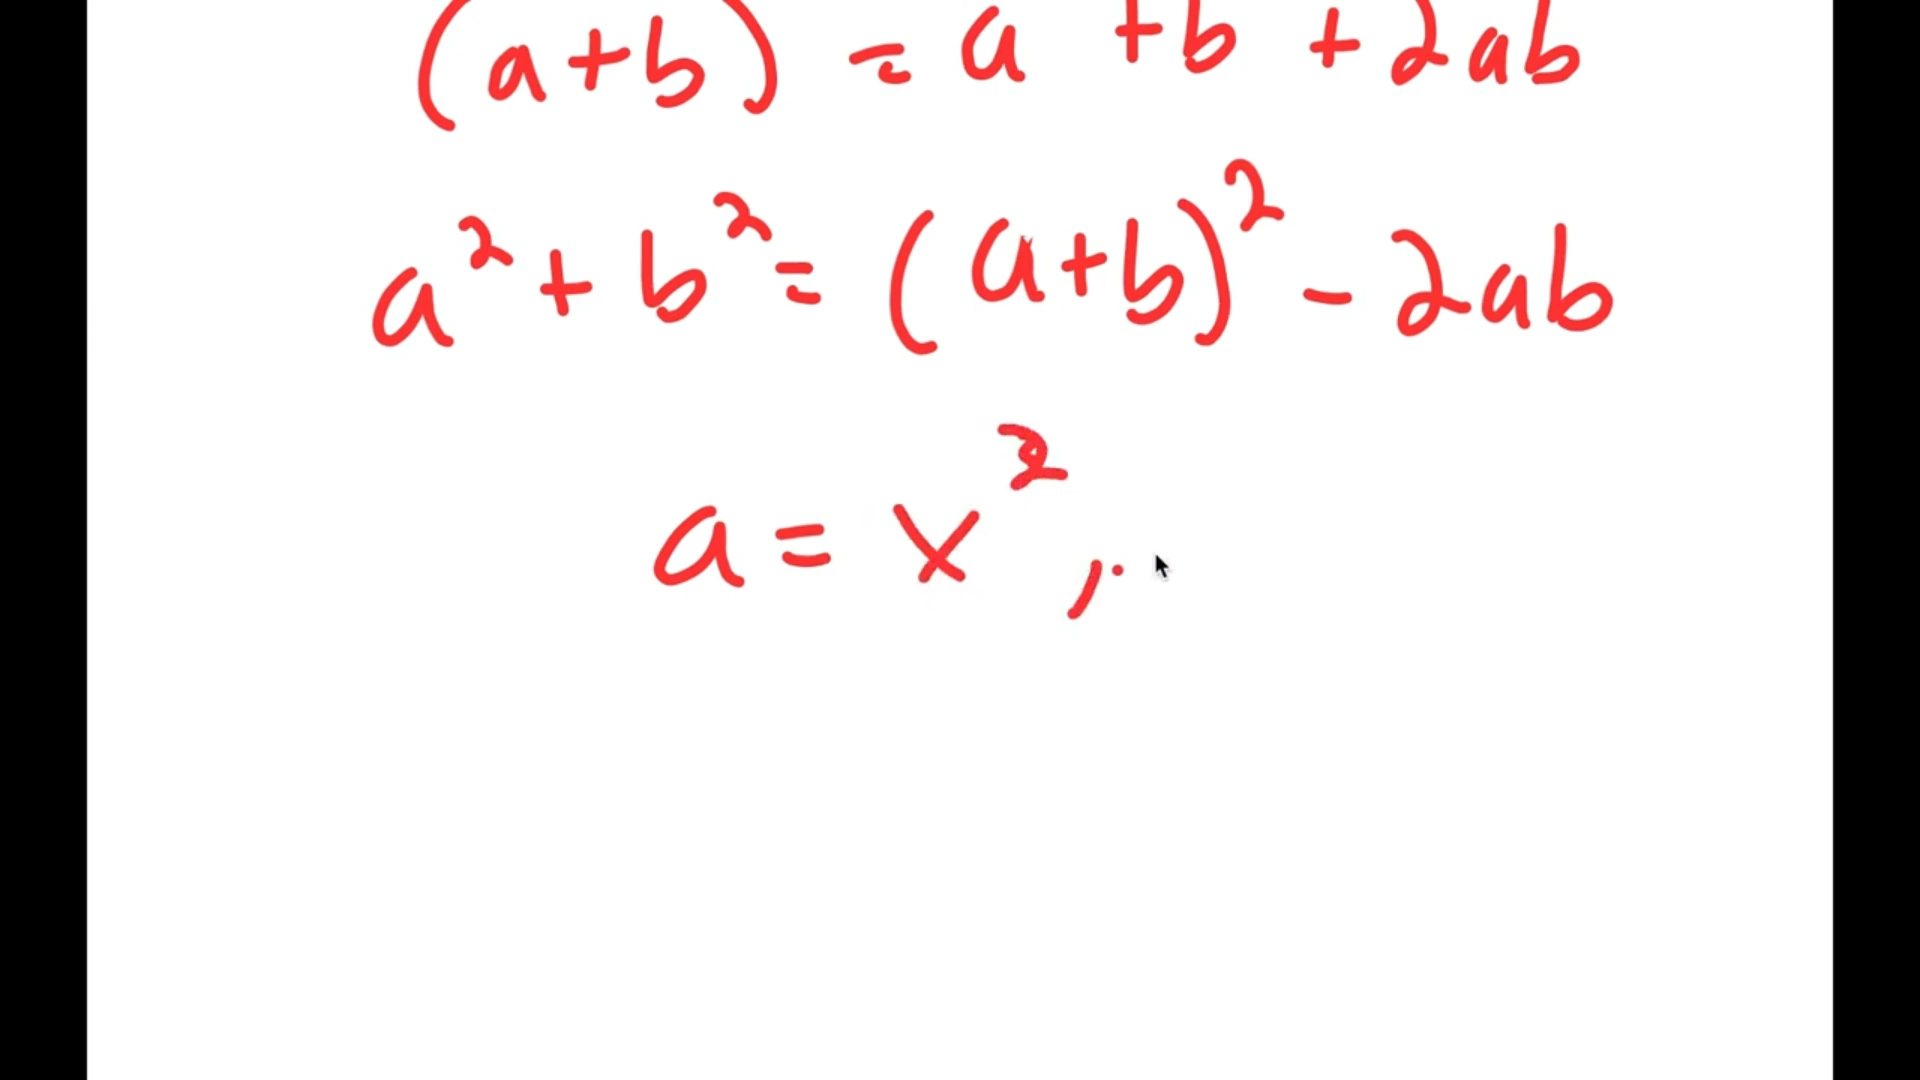 (a+b) = a + b + 2ab
a² + b² = (a+b)² - 2ab
a = x² ,